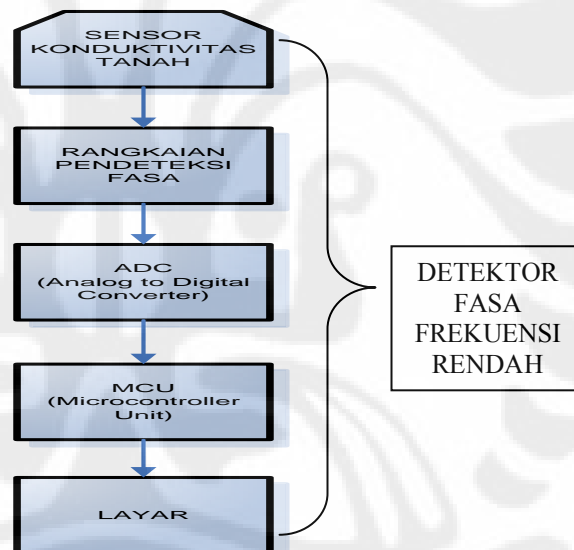 SENSOR
KONDUKTIVITAS
TANAH
RANGKAIAN
PENDETEKSI
FASA
ADC
(Analog to Digital
Converter)
MCU
(Microcontroller
Unit)
LAYAR
DETEKTOR
FASA
FREKUENSI
RENDAH